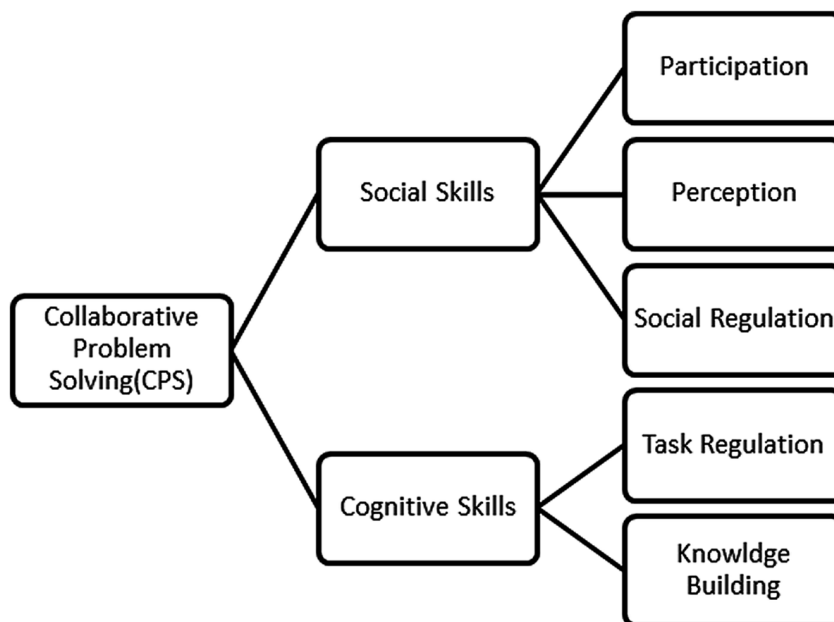 Collaborative
Problem
Solving(CPS)
Social Skills
Participation
Perception
Social Regulation
Cognitive Skills
Task Regulation
Knowldge
Building